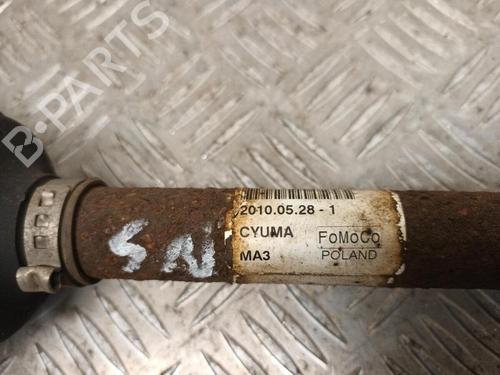 B-PARTS
2010.05.28 - 1
CYUMA
FoMoCo
MA3
POLAND